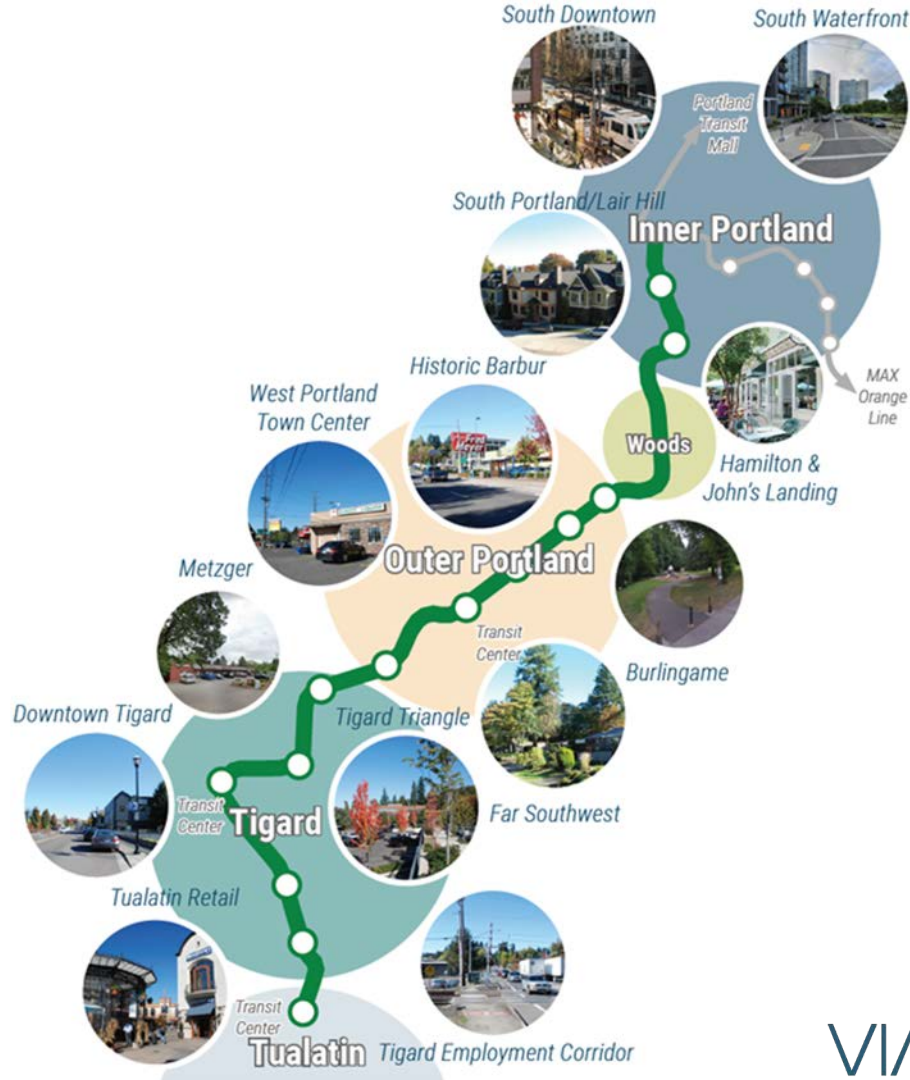 South Downtown
South Waterfront
Portland
Transit
Mall
South Portland/Lair Hill
Inner Portland
Historic Barbur
MAX
Orange
Line
West Portland
Town Center
Woods
Hamilton &
John's Landing
Fred
Meyer
Outer Portland
Metzger
Transit
Center
Burlingame
Downtown Tigard
Tigard Triangle
Transit
Center
Tigard
Far Southwest
Tualatin Retail
Transit
Center
Tualatin
Tigard Employment Corridor